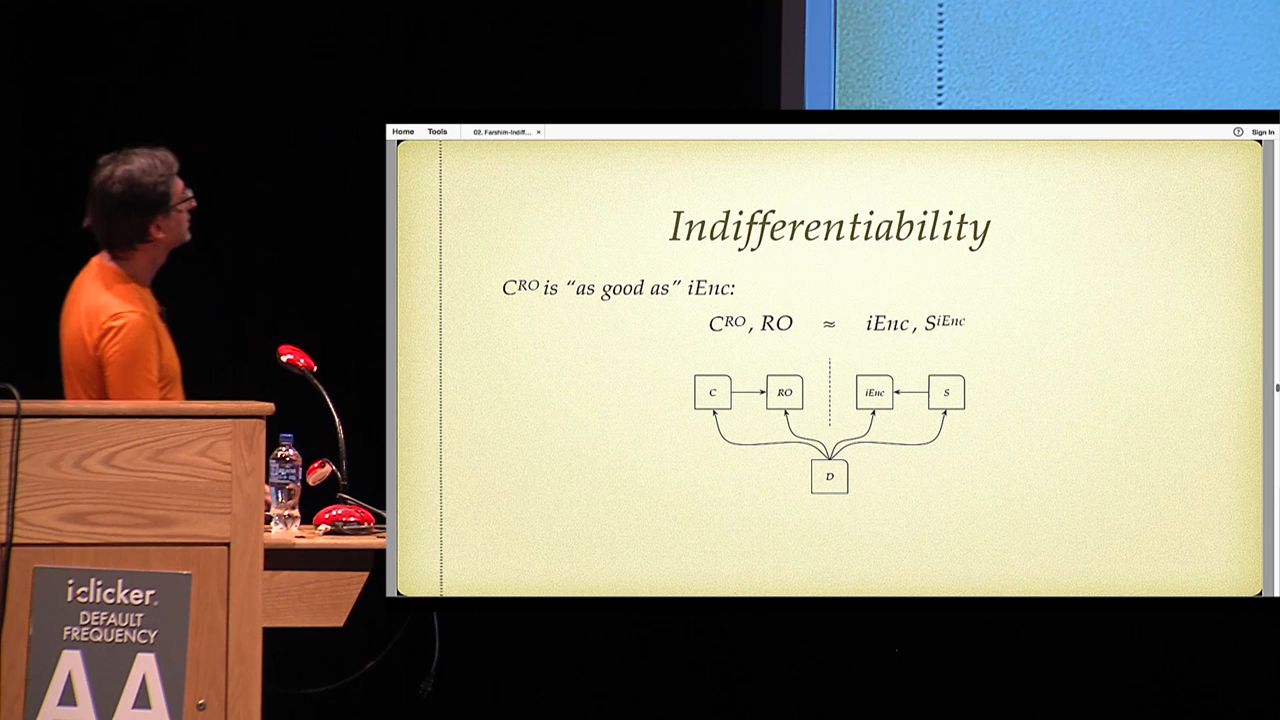 Home Tools 02. Farshim-Indiff... × ? Sign In
Indifferentiability
C^RO is “as good as” iEnc:
C^RO, RO ≈ iEnc, S^iEnc
C RO iEnc S
D
iclicker.
DEFAULT
FREQUENCY
AA